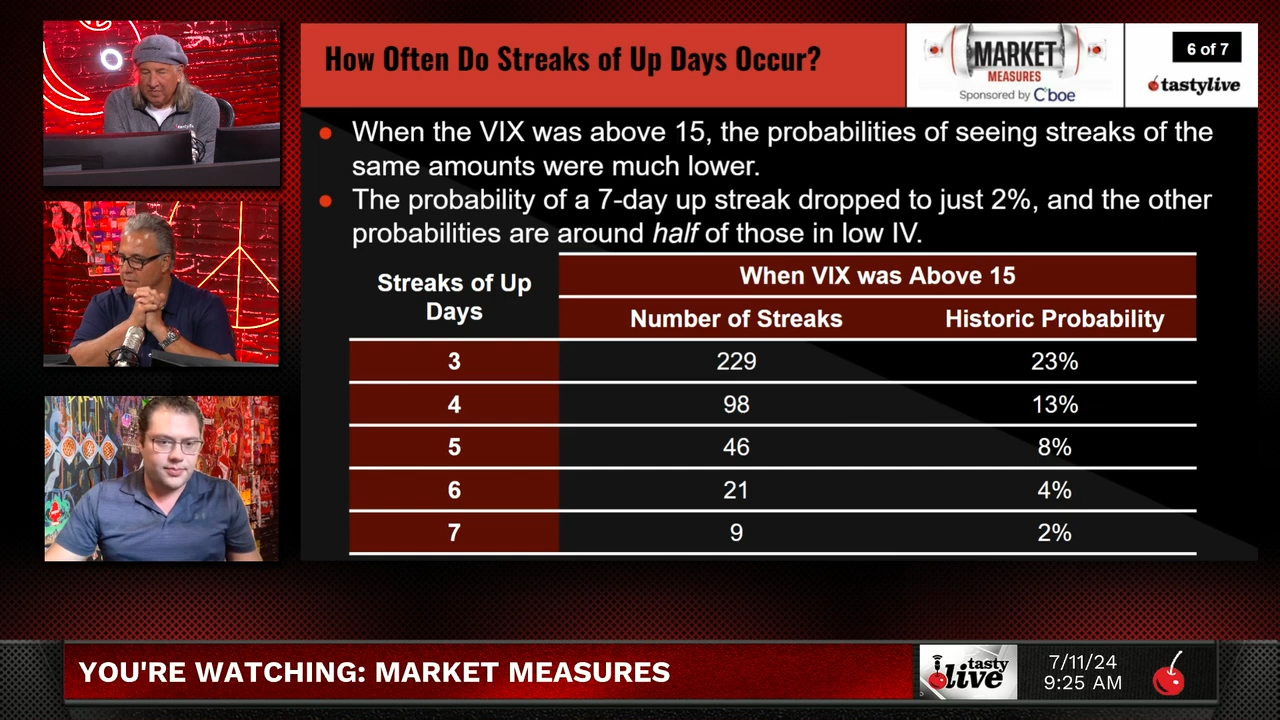 How Often Do Streaks of Up Days Occur?
MARKET
MEASURES
Sponsored by Cboe
6 of 7
tastylive
When the VIX was above 15, the probabilities of seeing streaks of the
same amounts were much lower.
The probability of a 7-day up streak dropped to just 2%, and the other
probabilities are around half of those in low IV.
Streaks of Up
Days
When VIX was Above 15
Number of Streaks Historic Probability
3 229 23%
4 98 13%
5 46 8%
6 21 4%
7 9 2%
YOU'RE WATCHING: MARKET MEASURES
tasty
live
7/11/24
9:25 AM